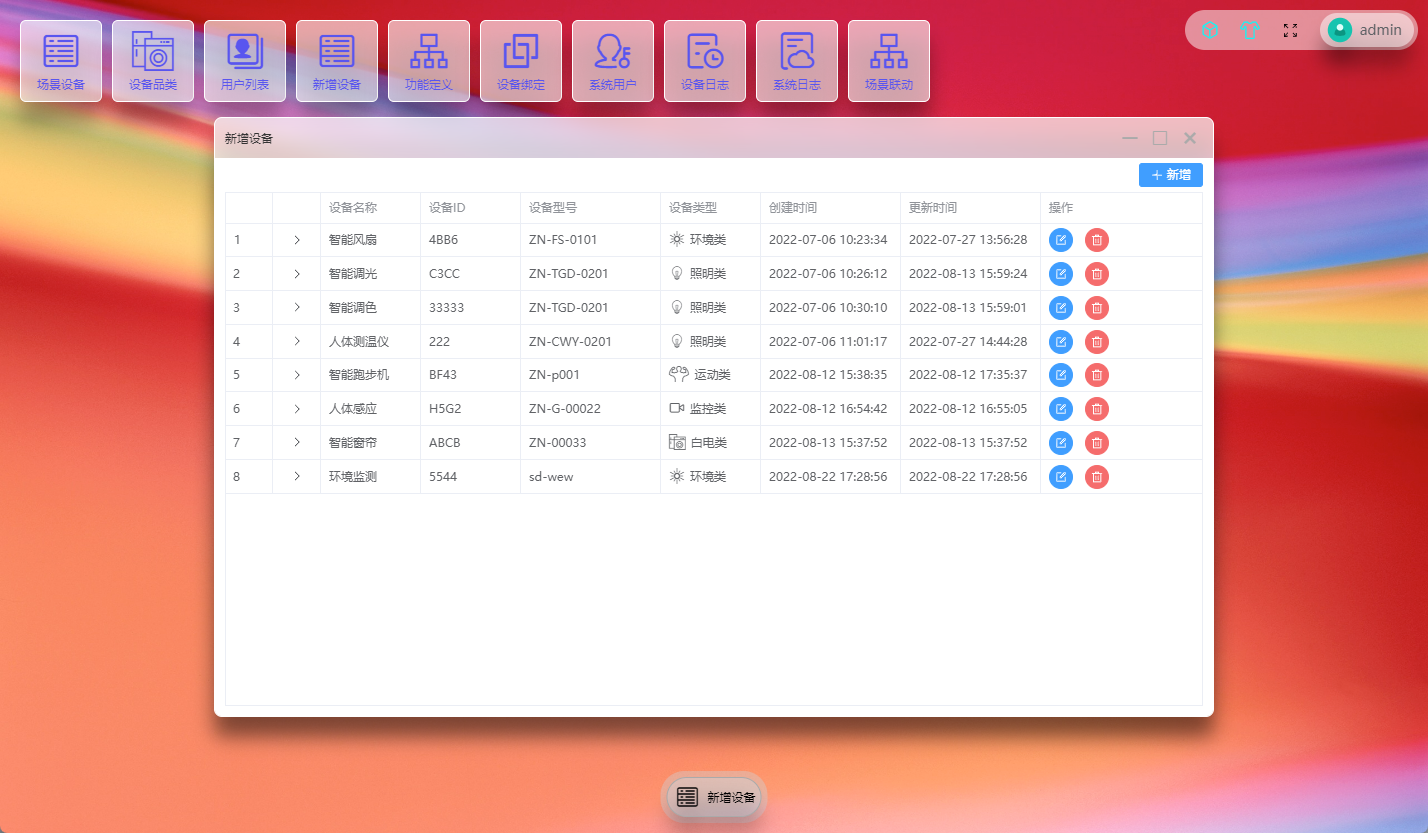 场景设备 设备品类 用户列表 新增设备 功能定义 设备绑定 系统用户 设备日志 系统日志 场景联动
admin
新增设备
新增
设备名称 设备ID 设备型号 设备类型 创建时间 更新时间 操作
1 智能风扇 4BB6 ZN-FS-0101 环境类 2022-07-06 10:23:34 2022-07-27 13:56:28
2 智能调光 C3CC ZN-TGD-0201 照明类 2022-07-06 10:26:12 2022-08-13 15:59:24
3 智能调色 33333 ZN-TGD-0201 照明类 2022-07-06 10:30:10 2022-08-13 15:59:01
4 人体测温仪 222 ZN-CWY-0201 照明类 2022-07-06 11:01:17 2022-07-27 14:44:28
5 智能跑步机 BF43 ZN-p001 运动类 2022-08-12 15:38:35 2022-08-12 17:35:37
6 人体感应 H5G2 ZN-G-00022 监控类 2022-08-12 16:54:42 2022-08-12 16:55:05
7 智能窗帘 ABCB ZN-00033 白电类 2022-08-13 15:37:52 2022-08-13 15:37:52
8 环境监测 5544 sd-wew 环境类 2022-08-22 17:28:56 2022-08-22 17:28:56
新增设备